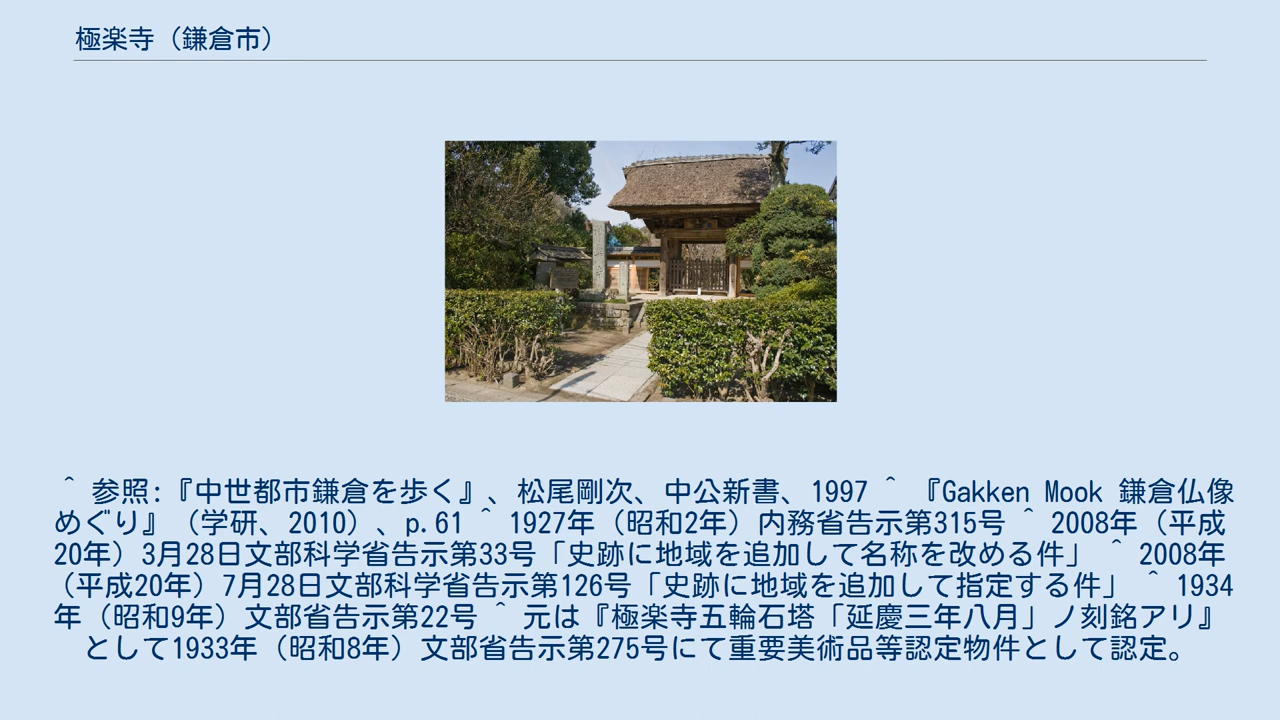 極楽寺（鎌倉市）
^ 参照:『中世都市鎌倉を歩く』、松尾剛次、中公新書、1997 ^ 『Gakken Mook 鎌倉仏像
めぐり』（学研、2010）、p.61 ^ 1927年（昭和2年）内務省告示第315号 ^ 2008年（平成
20年）3月28日文部科学省告示第33号「史跡に地域を追加して名称を改める件」 ^ 2008年
（平成20年）7月28日文部科学省告示第126号「史跡に地域を追加して指定する件」 ^ 1934
年（昭和9年）文部省告示第22号 ^ 元は『極楽寺五輪石塔「延慶三年八月」ノ刻銘アリ』
として1933年（昭和8年）文部省告示第275号にて重要美術品等認定物件として認定。